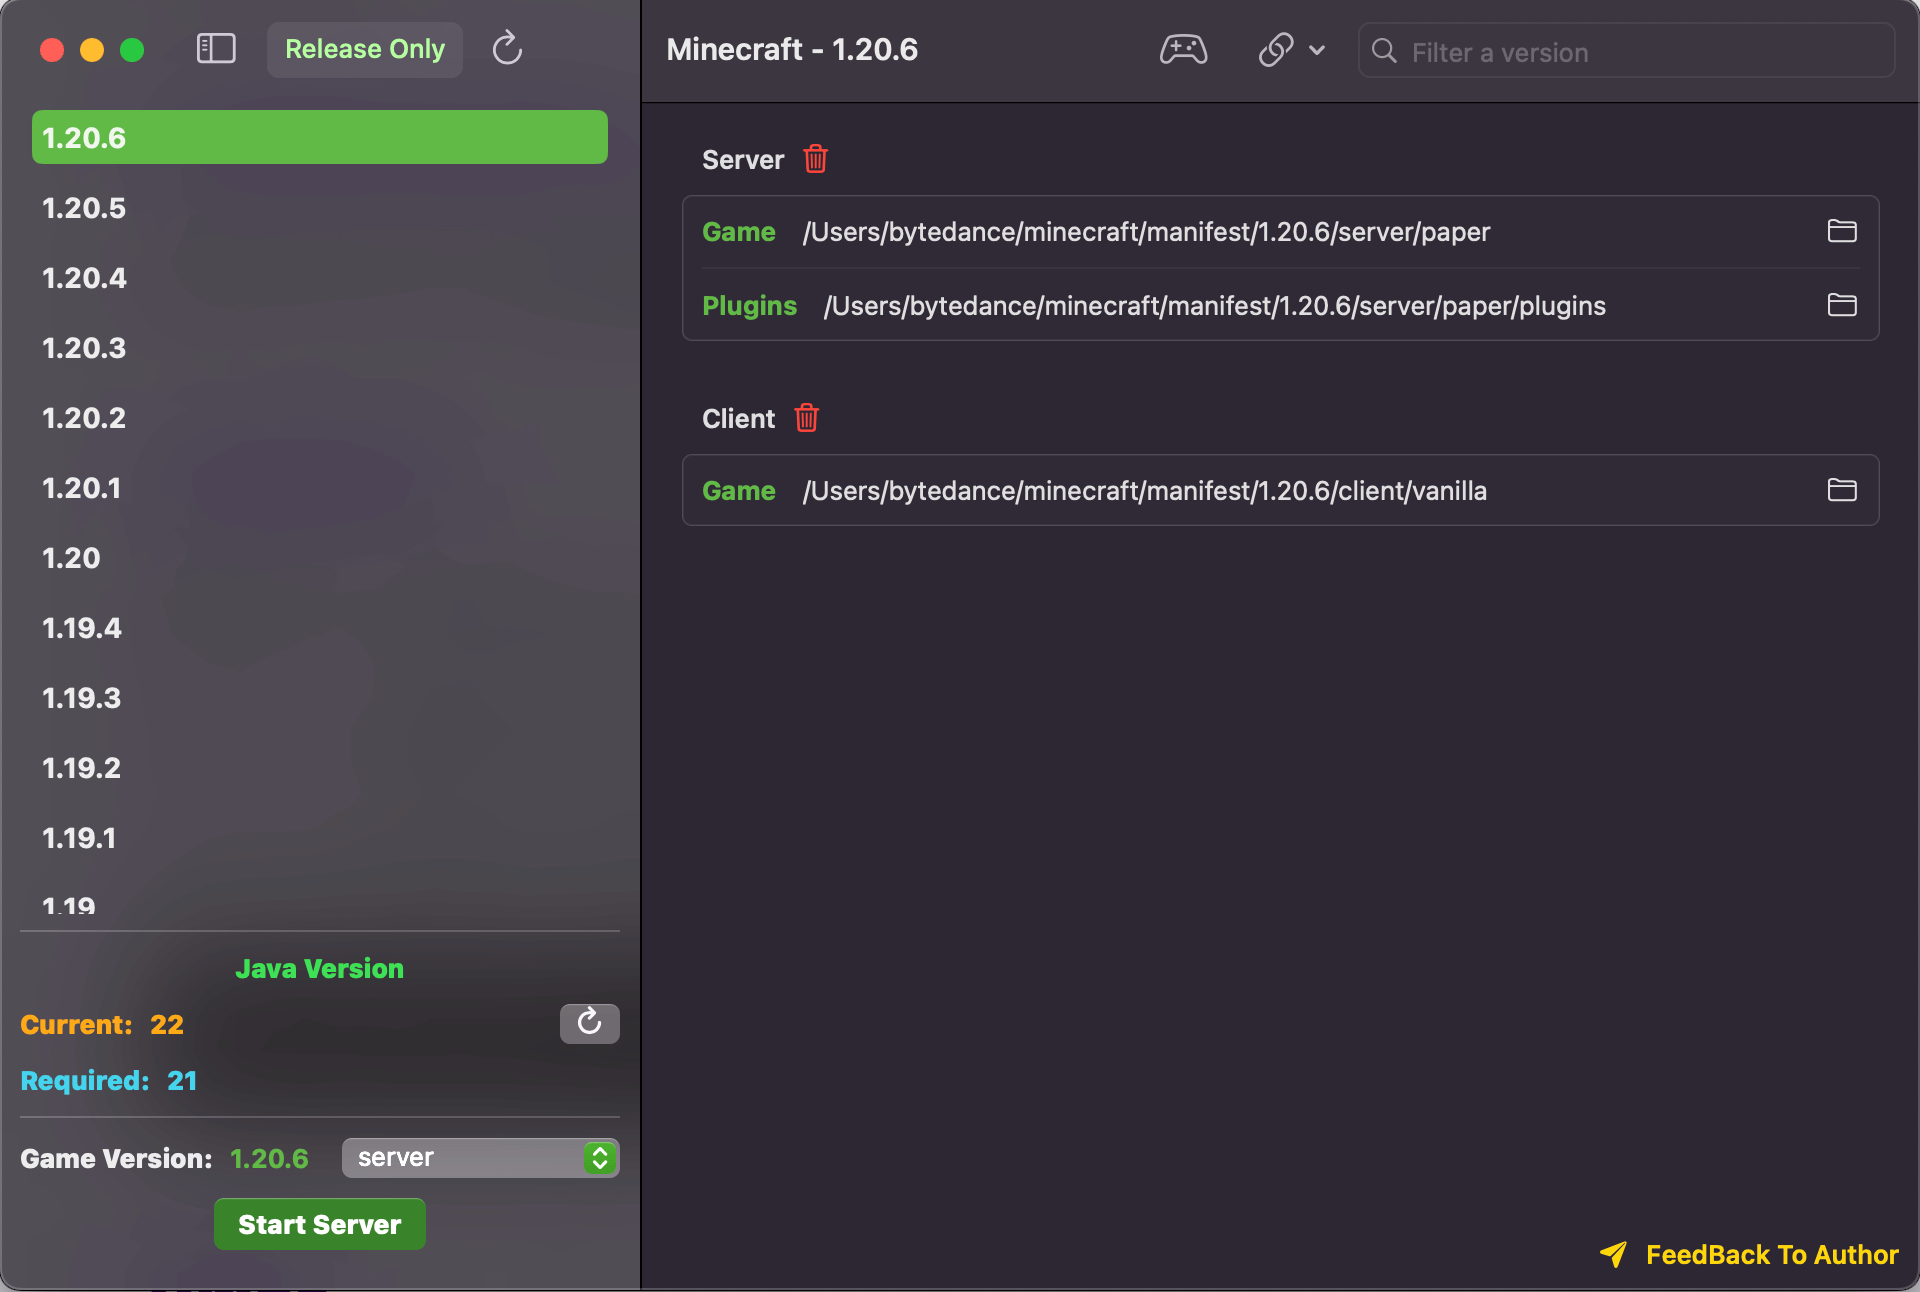 Release Only
1.20.6
1.20.5
1.20.4
1.20.3
1.20.2
1.20.1
1.20
1.19.4
1.19.3
1.19.2
1.19.1
1.19
Java Version
Current: 22
Required: 21
Game Version: 1.20.6 server
Start Server
Minecraft - 1.20.6
Filter a version
Server
Game /Users/bytedance/minecraft/manifest/1.20.6/server/paper
Plugins /Users/bytedance/minecraft/manifest/1.20.6/server/paper/plugins
Client
Game /Users/bytedance/minecraft/manifest/1.20.6/client/vanilla
FeedBack To Author